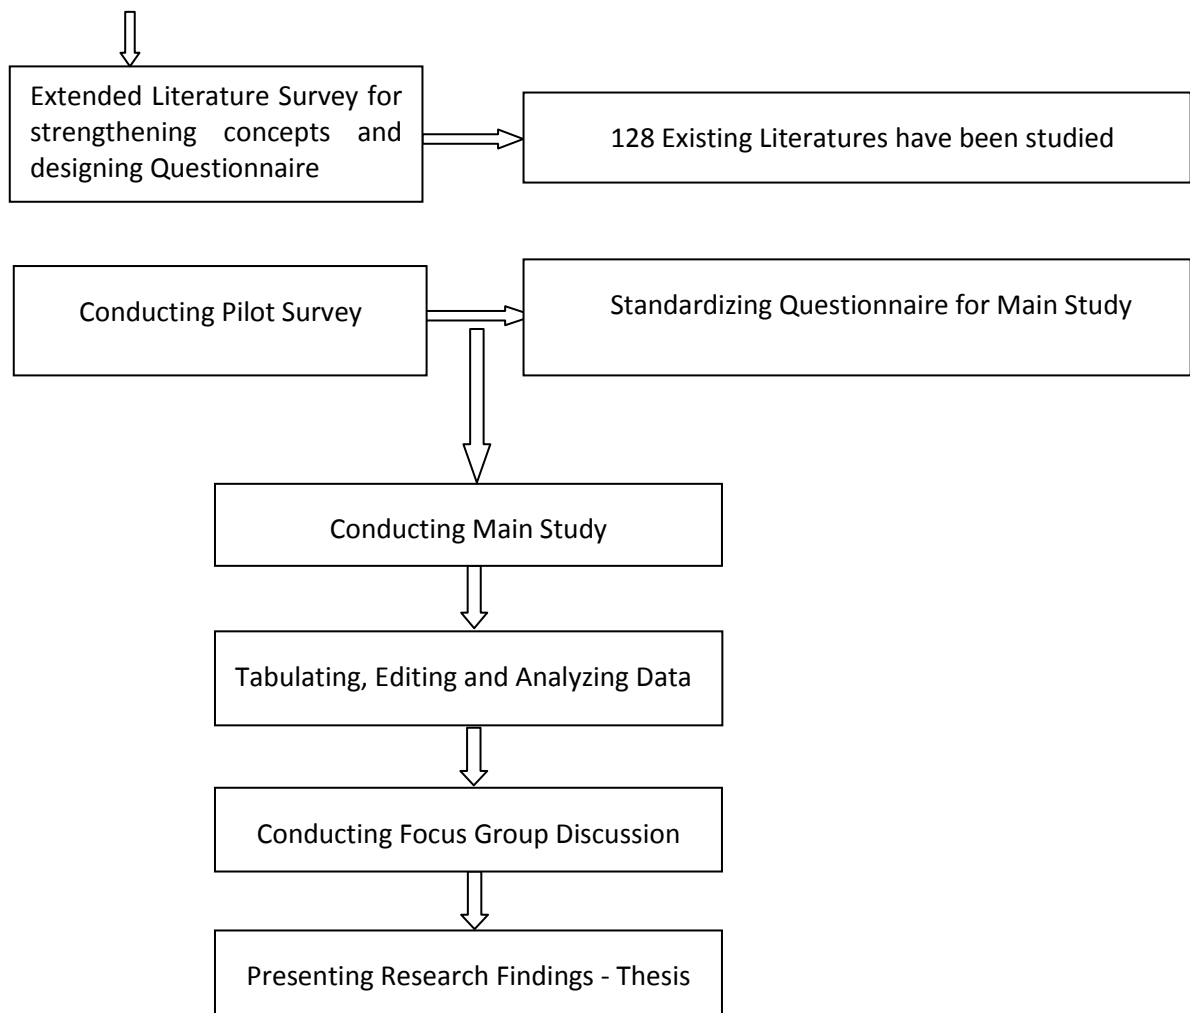 Extended Literature Survey for
strengthening concepts and
designing Questionnaire
128 Existing Literatures have been studied
Conducting Pilot Survey
Standardizing Questionnaire for Main Study
Conducting Main Study
Tabulating, Editing and Analyzing Data
Conducting Focus Group Discussion
Presenting Research Findings - Thesis